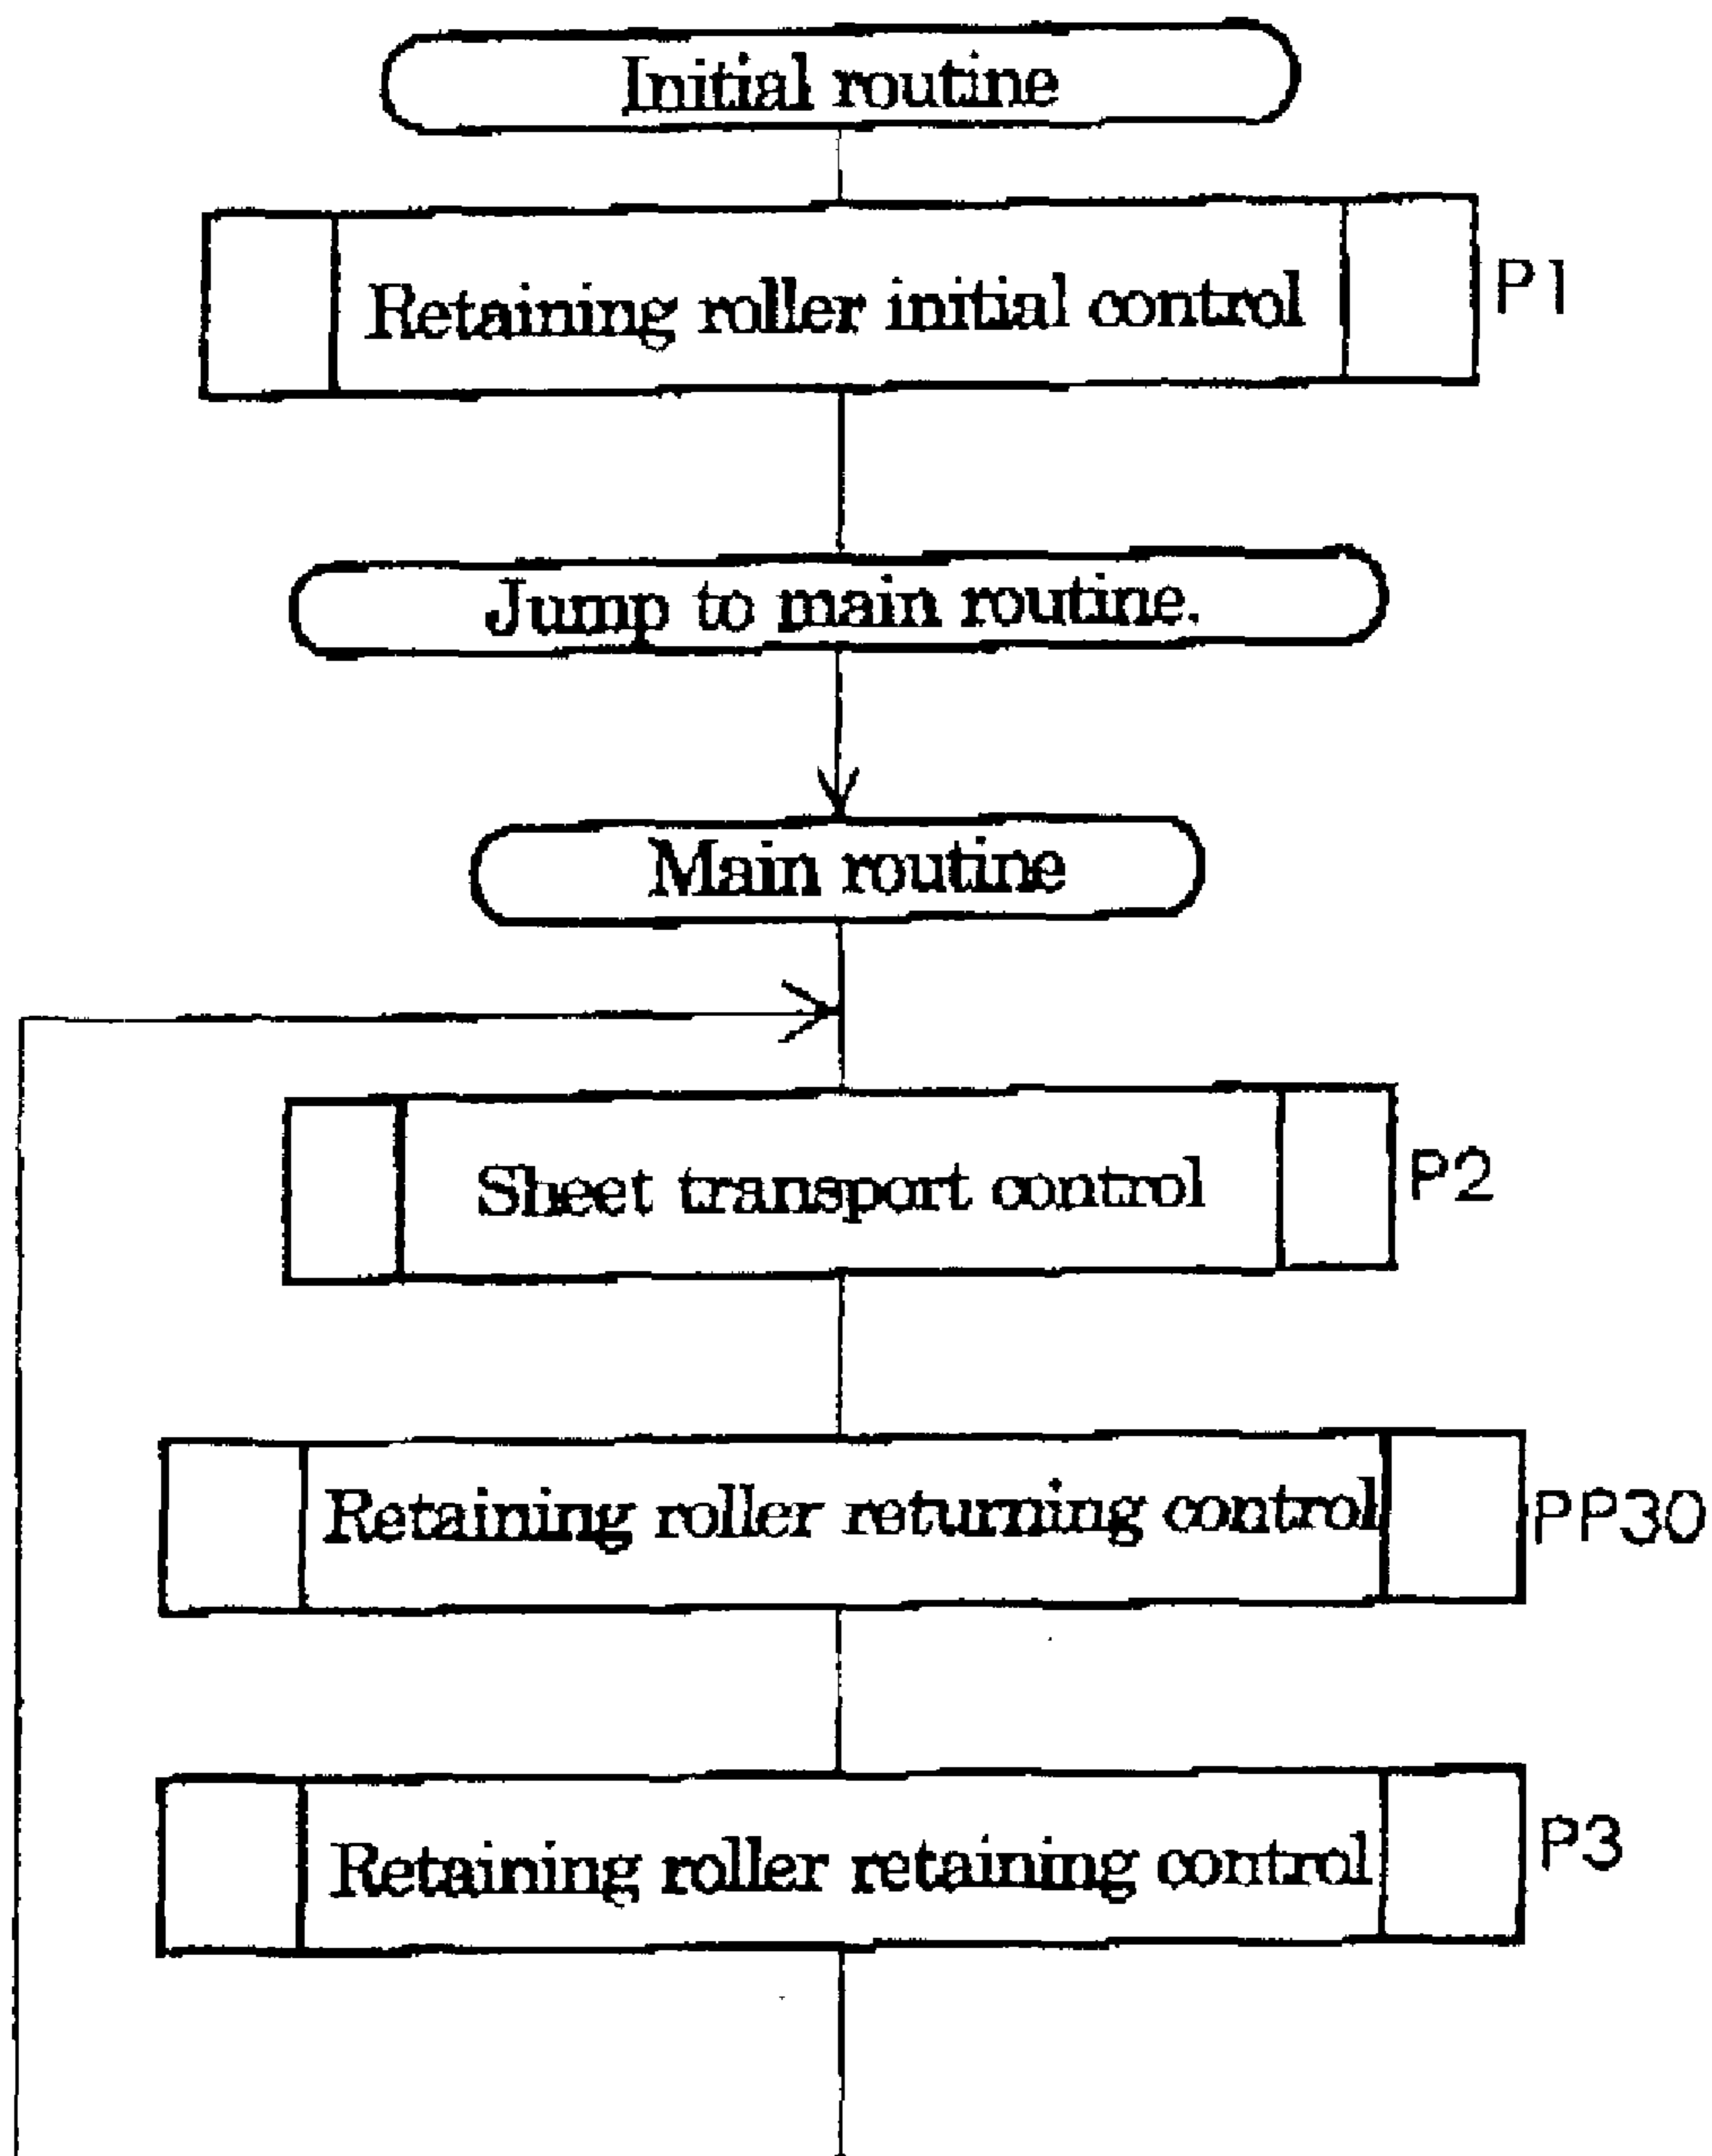 Initial routine
Retaining roller initial control
P1
Jump to main routine.
Main routine
Sheet transport control
P2
Retaining roller returning control
PP30
Retaining roller retaining control
P3